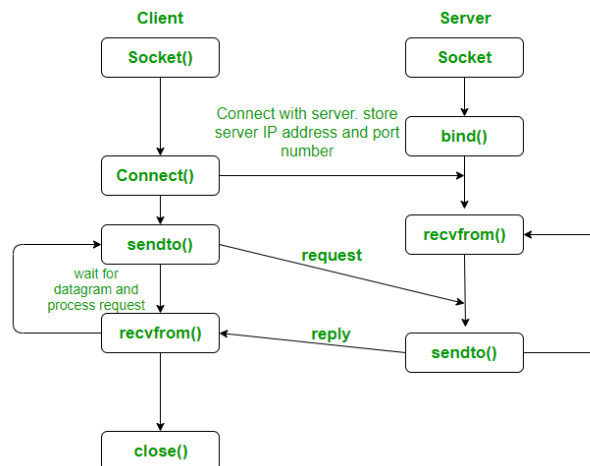 Client
Server
Socket()
Socket
Connect with server. store
server IP address and port
number
bind()
Connect()
sendto()
recvfrom()
request
wait for
datagram and
process request
recvfrom()
reply
sendto()
close()